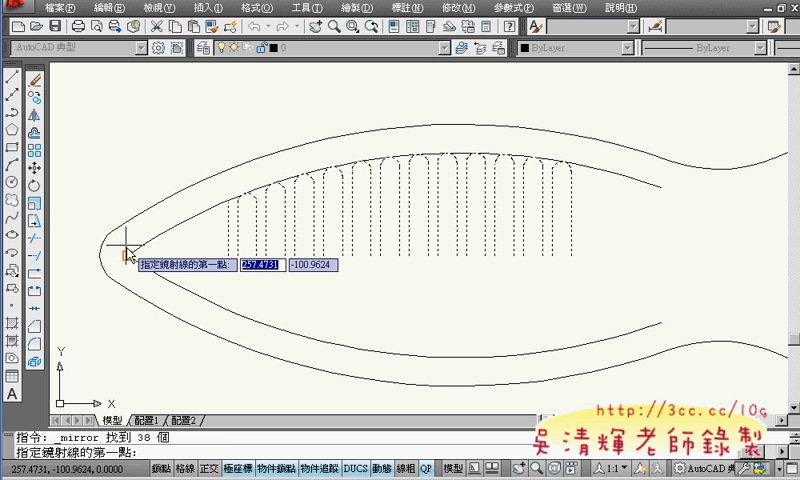 檔案(F) 編輯(E) 檢視(V) 插入(I) 格式(O) 工具(T) 繪製(D) 標註(N) 修改(M) 參數式(P) 窗選(W) 說明(H)
AutoCAD 典型 0 ByLayer ByLayer
指定鏡射線的第一點: 257.4731 -100.9624
Y
X
模型 配置1 配置2
http://3cc.cc/10g
吳清輝老師錄製
指令: _mirror 找到 38 個
指定鏡射線的第一點:
257.4731, -100.9624, 0.0000 鎖點 格線 正交 極座標 物件鎖點 物件追蹤 DUCS 動態 線粗 QP 模型 1:1 AutoCAD 典